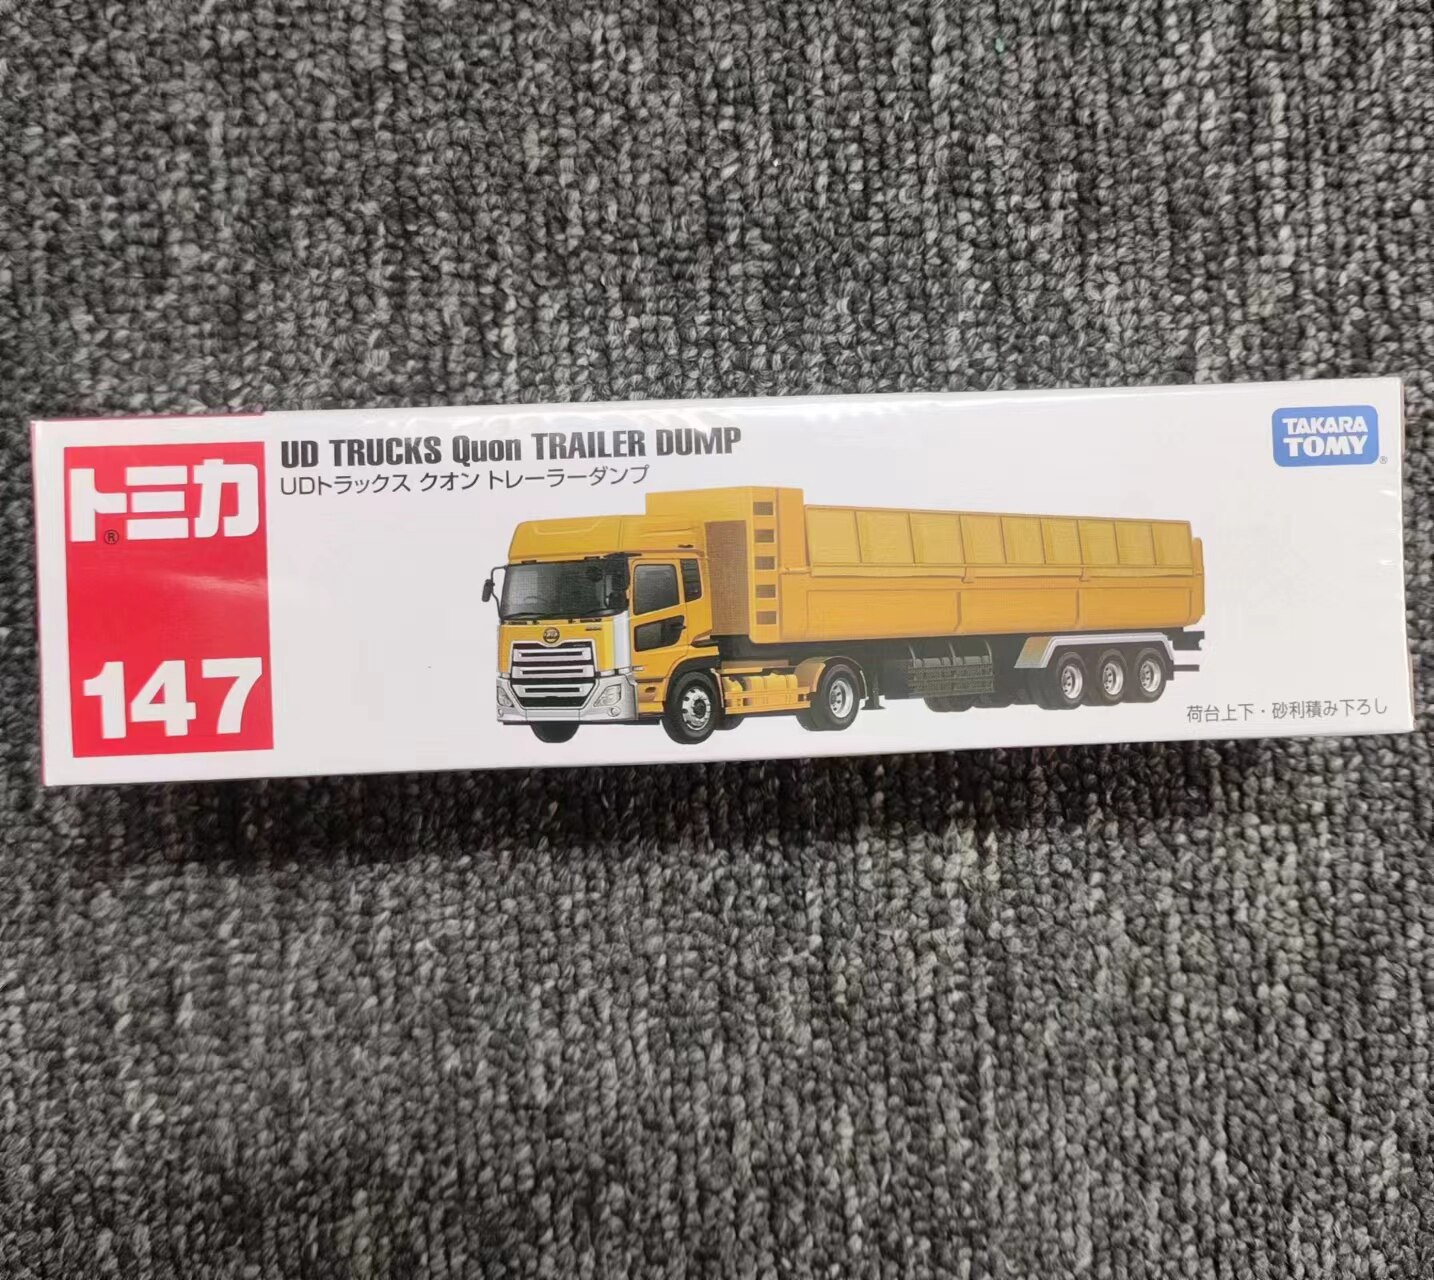 トミカ
®
147
UD TRUCKS Quon TRAILER DUMP
UDトラックス クオン トレーラーダンプ
TAKARA
TOMY
®
荷台上下・砂利積み下ろし